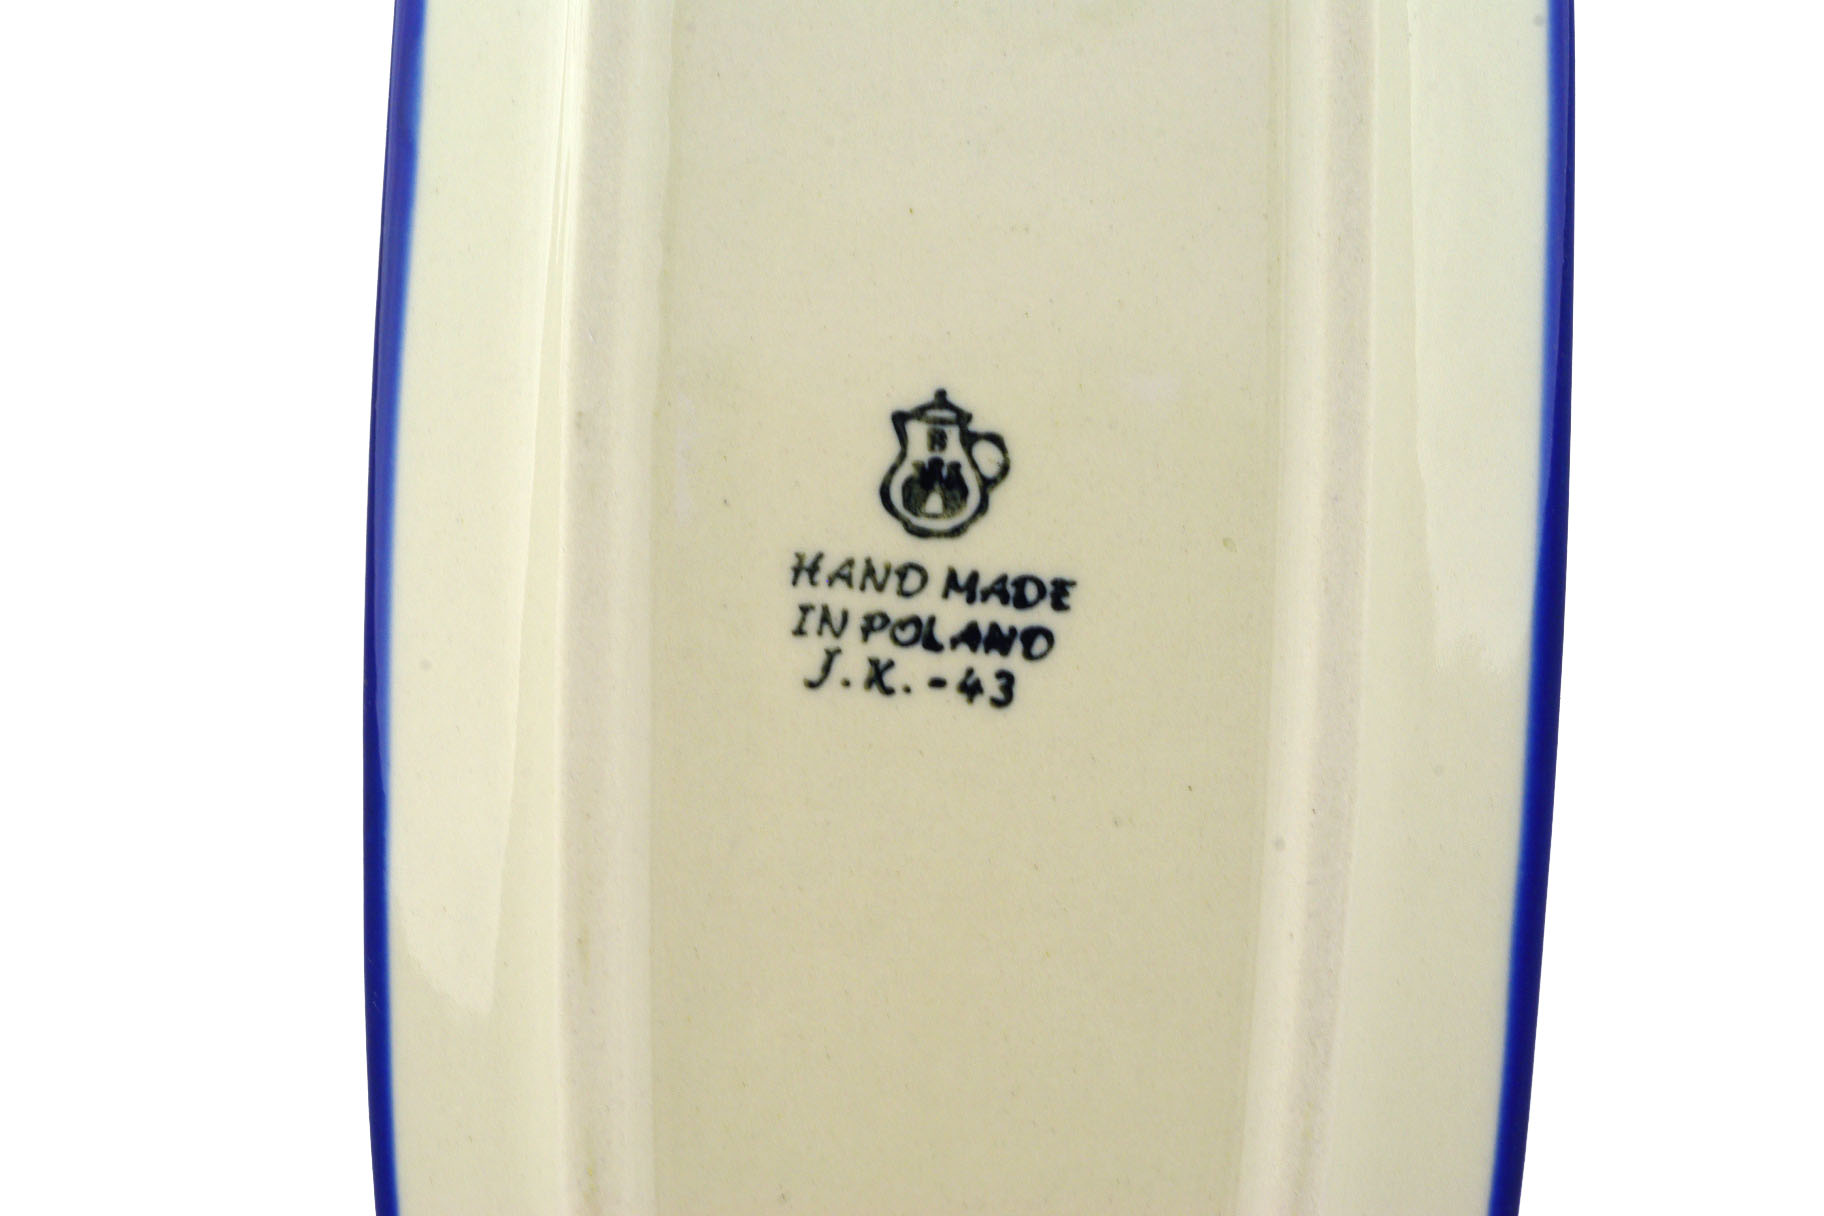 B
HAND MADE
IN POLAND
J.K.-43